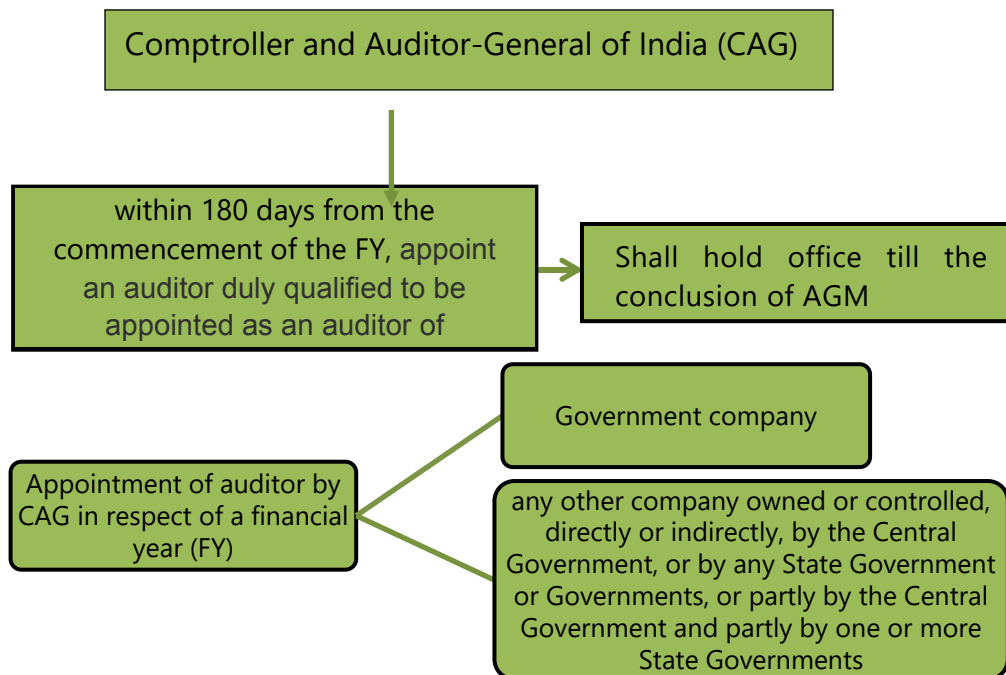 Comptroller and Auditor-General of India (CAG)
within 180 days from the
commencement of the FY, appoint
an auditor duly qualified to be
appointed as an auditor of
Shall hold office till the
conclusion of AGM
Government company
Appointment of auditor by
CAG in respect of a financial
year (FY)
any other company owned or controlled,
directly or indirectly, by the Central
Government, or by any State Government
or Governments, or partly by the Central
Government and partly by one or more
State Governments